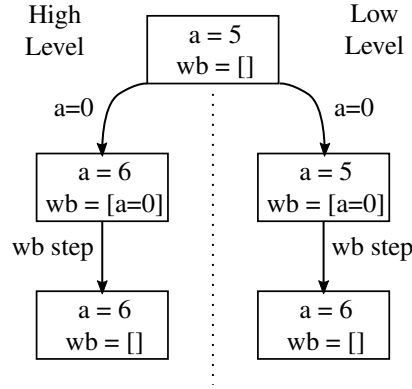 High
Level
Low
Level
a = 5
wb = []
a=0
a=0
a = 6
wb = [a=0]
a = 5
wb = [a=0]
wb step
wb step
a = 6
wb = []
a = 6
wb = []